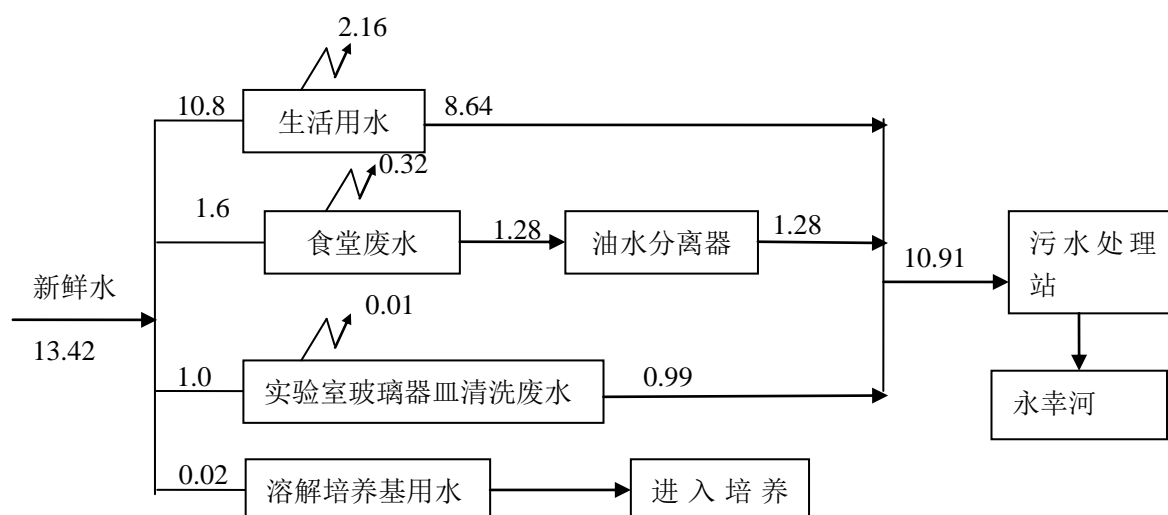 2.16
10.8
生活用水
8.64
0.32
1.6
食堂废水
1.28
油水分离器
1.28
污水处理
站
10.91
新鲜水
13.42
0.01
1.0
实验室玻璃器皿清洗废水
0.99
永幸河
0.02
溶解培养基用水
进入培养